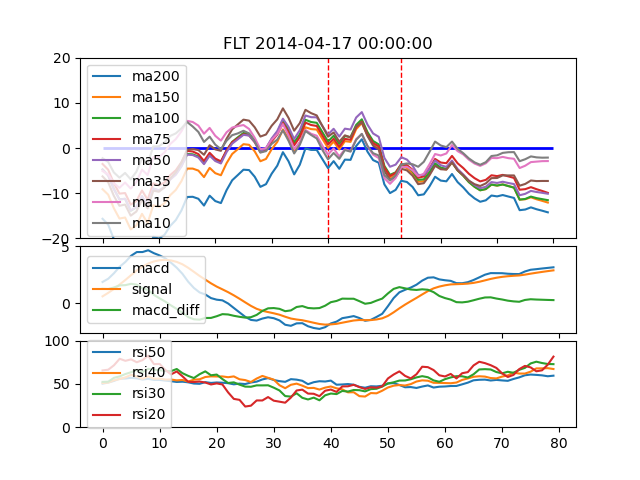 FLT 2014-04-17 00:00:00
20
10
0
−10
−20
ma200
ma150
ma100
ma75
ma50
ma35
ma15
ma10
5
0
macd
signal
macd_diff
100
50
0
rsi50
rsi40
rsi30
rsi20
0 10 20 30 40 50 60 70 80